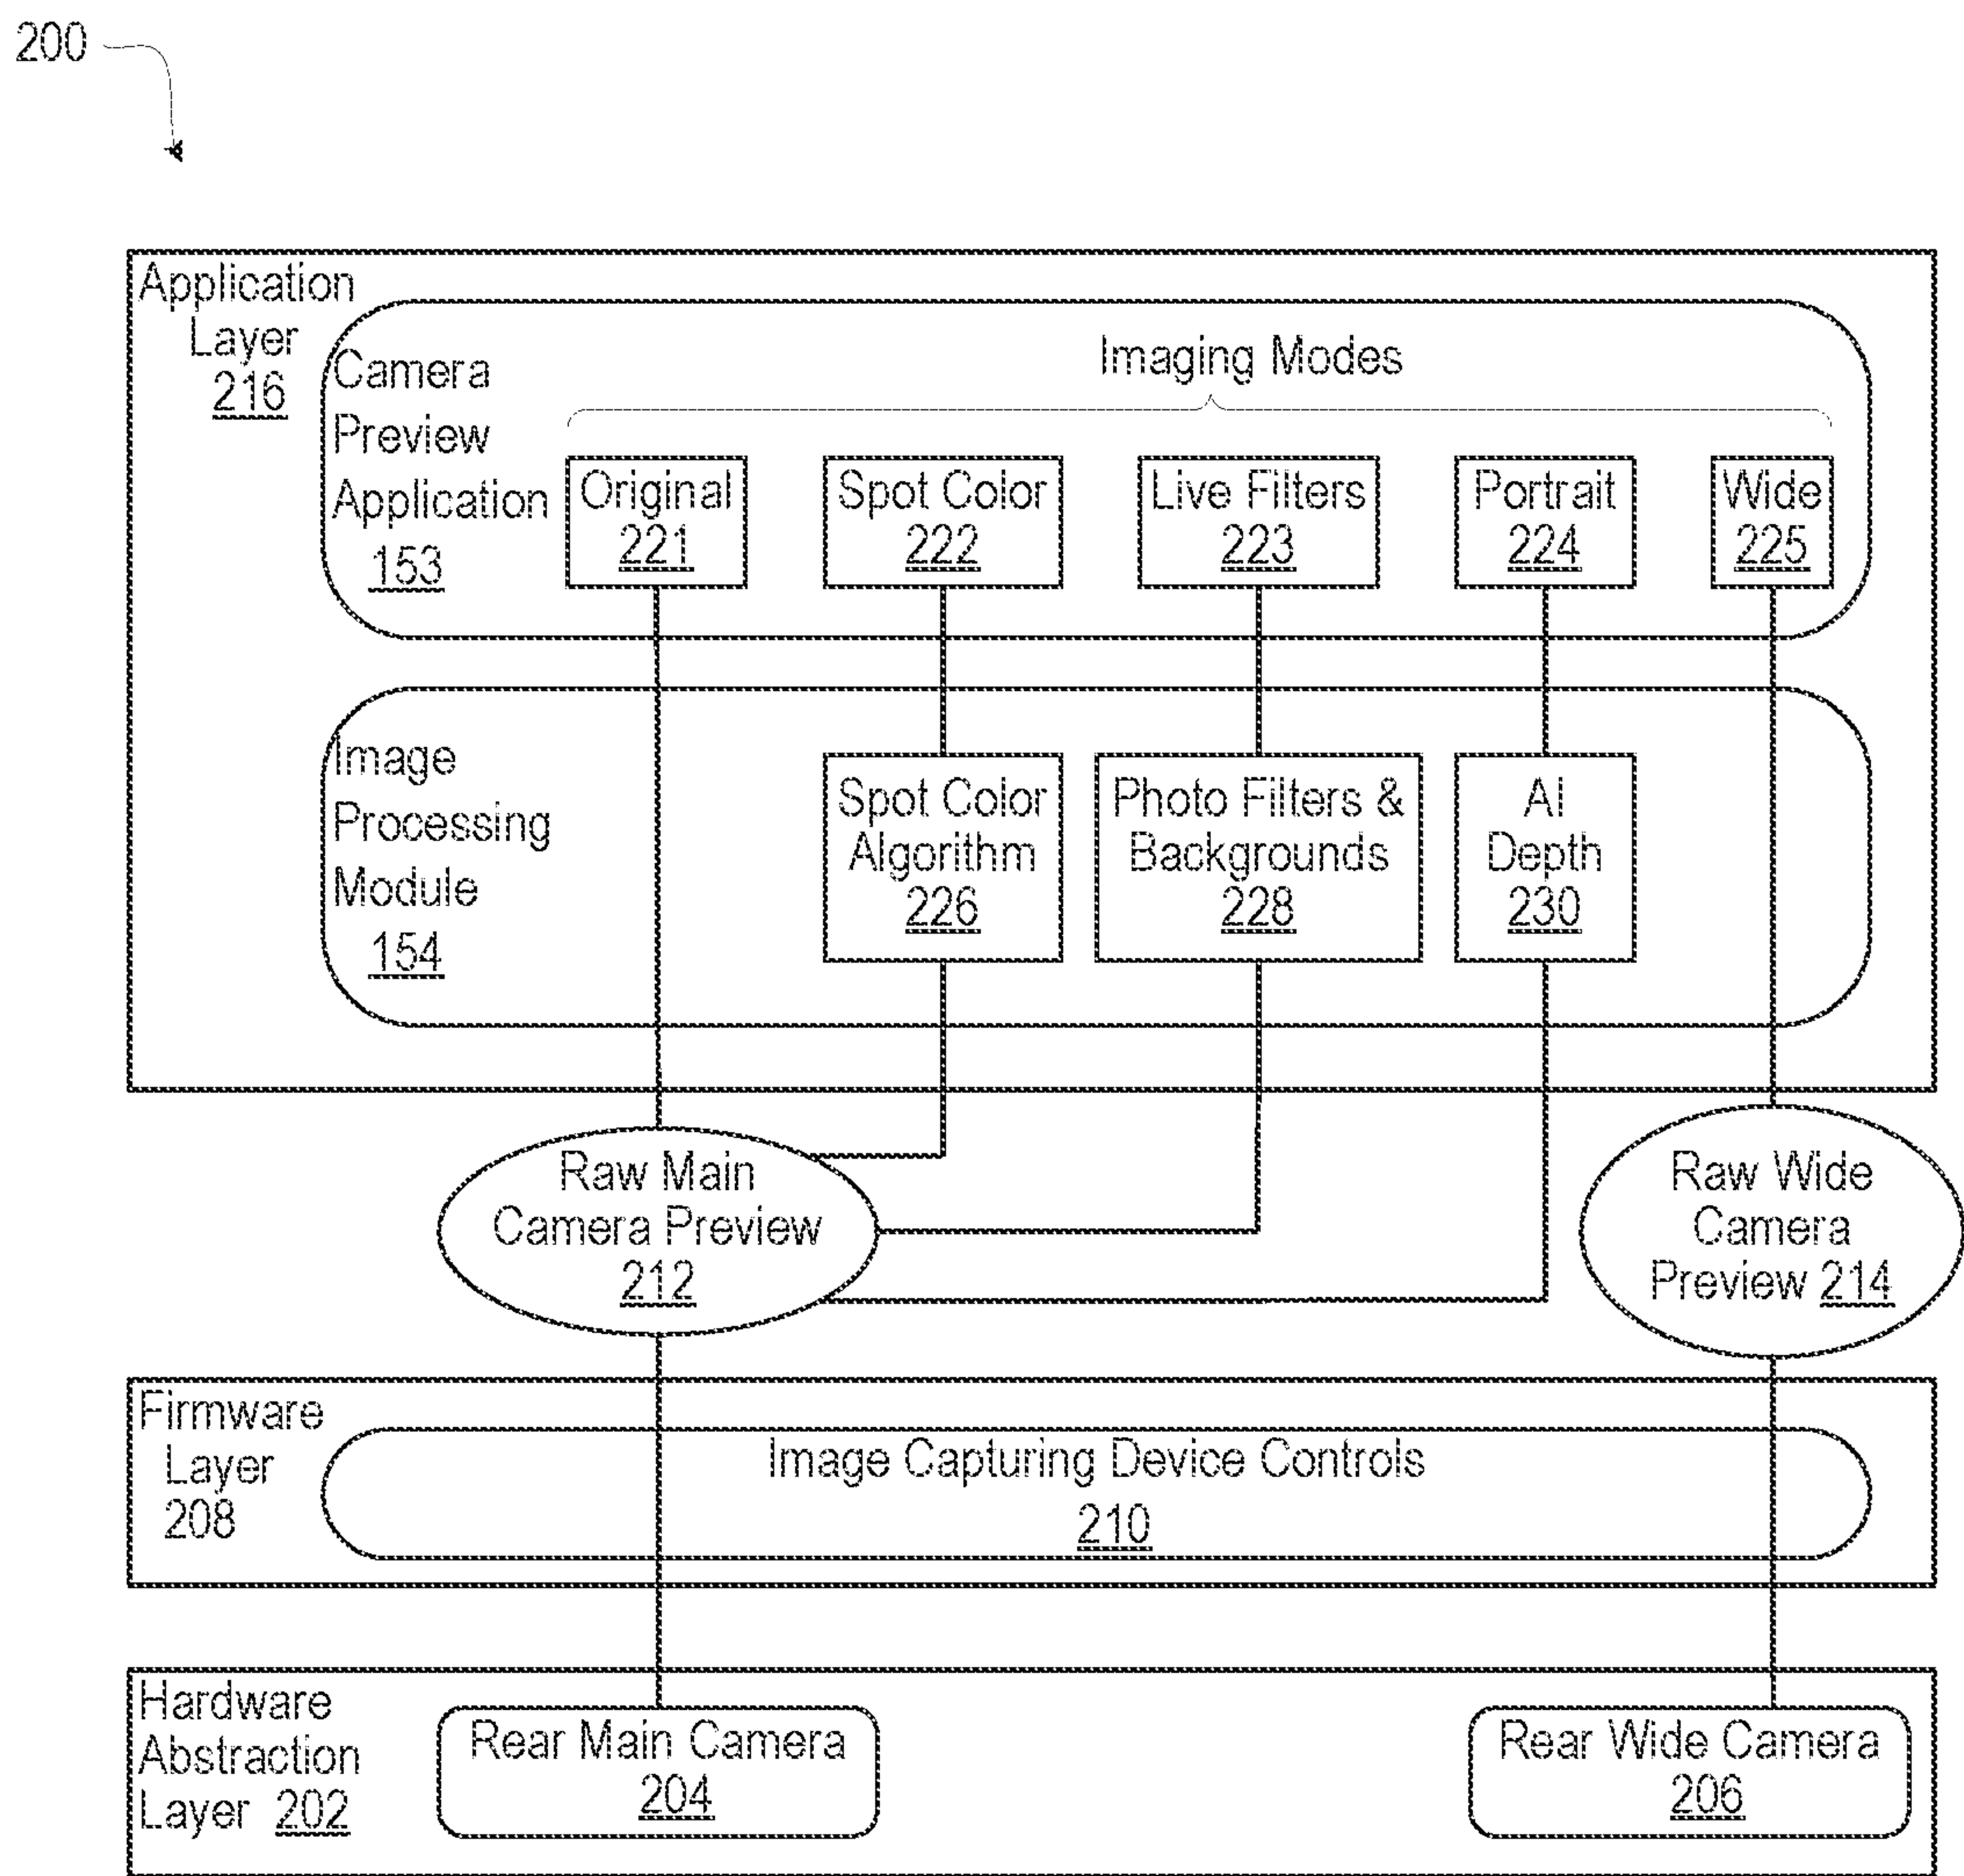 200
Application
Layer
216
Camera
Preview
Application
153
Imaging Modes
Original
221
Spot Color
222
Live Filters
223
Portrait
224
Wide
225
Image
Processing
Module
154
Spot Color
Algorithm
226
Photo Filters &
Backgrounds
228
AI
Depth
230
Raw Main
Camera Preview
212
Raw Wide
Camera
Preview 214
Firmware
Layer
208
Image Capturing Device Controls
210
Hardware
Abstraction
Layer 202
Rear Main Camera
204
Rear Wide Camera
206